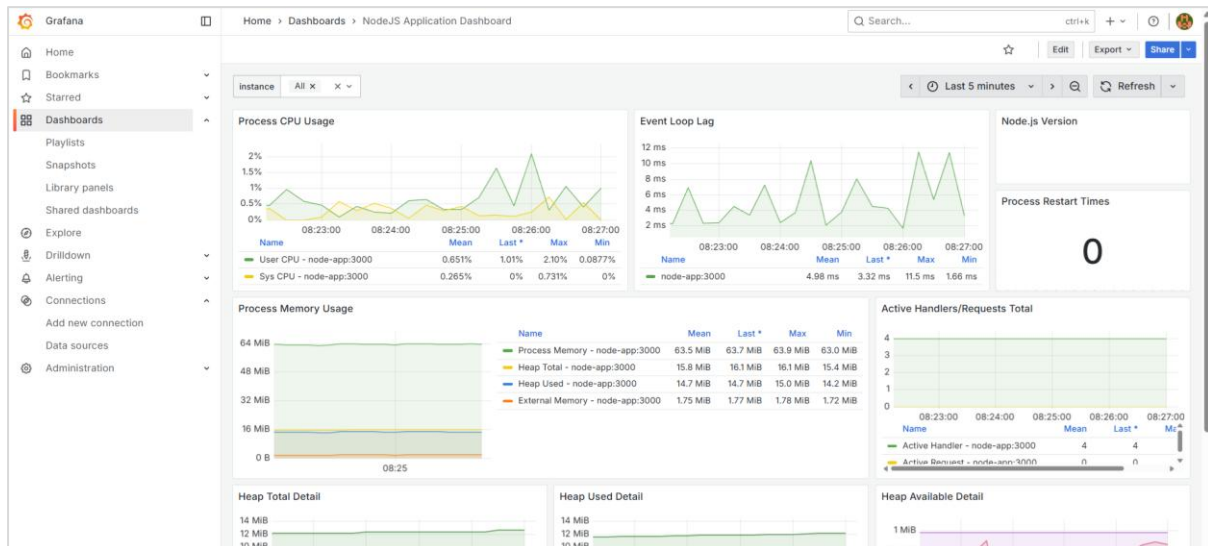 Grafana
Home › Dashboards › NodeJS Application Dashboard
Search...
ctrl+k
Home
Bookmarks
Starred
Dashboards
Playlists
Snapshots
Library panels
Shared dashboards
Explore
Drilldown
Alerting
Connections
Add new connection
Data sources
Administration
Edit
Export
Share
instance
All
Last 5 minutes
Refresh
Process CPU Usage
2%
1.5%
1%
0.5%
0%
08:23:00 08:24:00 08:25:00 08:26:00 08:27:00
Name Mean Last * Max Min
User CPU - node-app:3000 0.651% 1.01% 2.10% 0.0877%
Sys CPU - node-app:3000 0.265% 0% 0.731% 0%
Event Loop Lag
12 ms
10 ms
8 ms
6 ms
4 ms
2 ms
08:23:00 08:24:00 08:25:00 08:26:00 08:27:00
Name Mean Last * Max Min
node-app:3000 4.98 ms 3.32 ms 11.5 ms 1.66 ms
Node.js Version
Process Restart Times
0
Process Memory Usage
64 MiB
48 MiB
32 MiB
16 MiB
0 B
08:25
Name Mean Last * Max Min
Process Memory - node-app:3000 63.5 MiB 63.7 MiB 63.9 MiB 63.0 MiB
Heap Total - node-app:3000 15.8 MiB 16.1 MiB 16.1 MiB 15.4 MiB
Heap Used - node-app:3000 14.7 MiB 14.7 MiB 15.0 MiB 14.2 MiB
External Memory - node-app:3000 1.75 MiB 1.77 MiB 1.78 MiB 1.72 MiB
Active Handlers/Requests Total
4
3
2
1
0
08:23:00 08:24:00 08:25:00 08:26:00 08:27:00
Name Mean Last * Ma
Active Handler - node-app:3000 4 4
Active Request - node-app:3000 0 0
Heap Total Detail
14 MiB
12 MiB
10 MiB
Heap Used Detail
14 MiB
12 MiB
10 MiB
Heap Available Detail
1 MiB